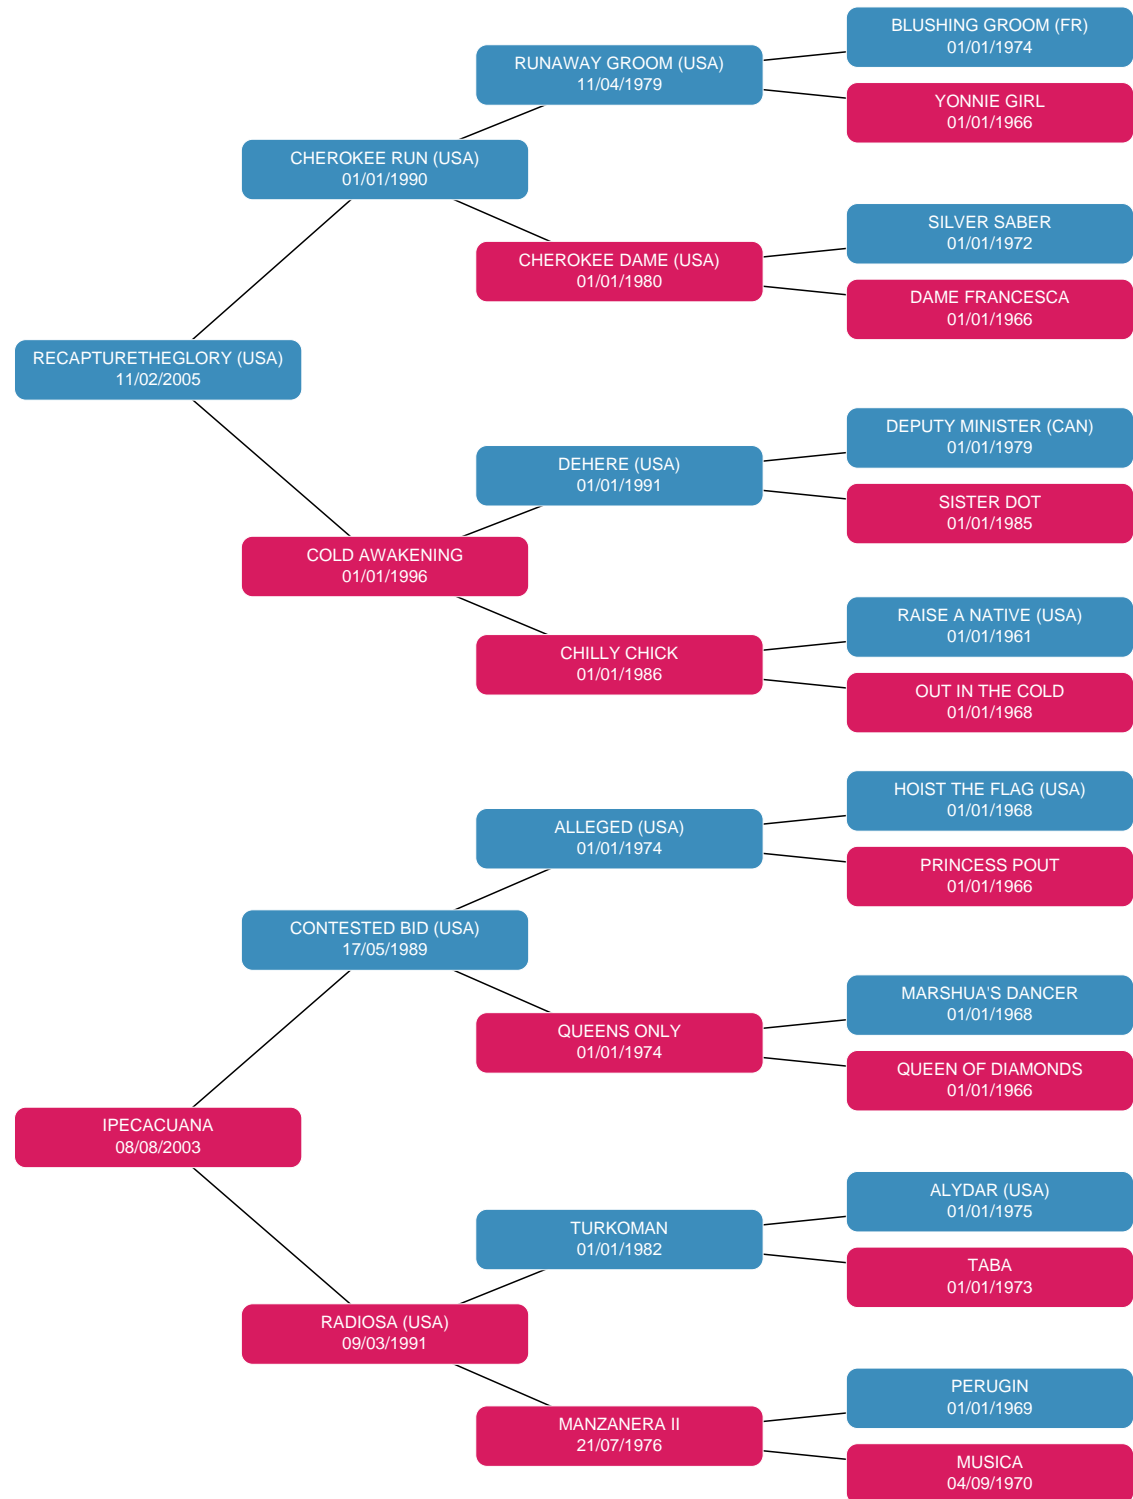 BLUSHING GROOM (FR)
01/01/1974
RUNAWAY GROOM (USA)
11/04/1979
YONNIE GIRL
01/01/1966
CHEROKEE RUN (USA)
01/01/1990
SILVER SABER
01/01/1972
CHEROKEE DAME (USA)
01/01/1980
DAME FRANCESCA
01/01/1966
RECAPTURETHEGLORY (USA)
11/02/2005
DEPUTY MINISTER (CAN)
01/01/1979
DEHERE (USA)
01/01/1991
SISTER DOT
01/01/1985
COLD AWAKENING
01/01/1996
RAISE A NATIVE (USA)
01/01/1961
CHILLY CHICK
01/01/1986
OUT IN THE COLD
01/01/1968
HOIST THE FLAG (USA)
01/01/1968
ALLEGED (USA)
01/01/1974
PRINCESS POUT
01/01/1966
CONTESTED BID (USA)
17/05/1989
MARSHUA'S DANCER
01/01/1968
QUEENS ONLY
01/01/1974
QUEEN OF DIAMONDS
01/01/1966
IPECACUANA
08/08/2003
ALYDAR (USA)
01/01/1975
TURKOMAN
01/01/1982
TABA
01/01/1973
RADIOSA (USA)
09/03/1991
PERUGIN
01/01/1969
MANZANERA II
21/07/1976
MUSICA
04/09/1970